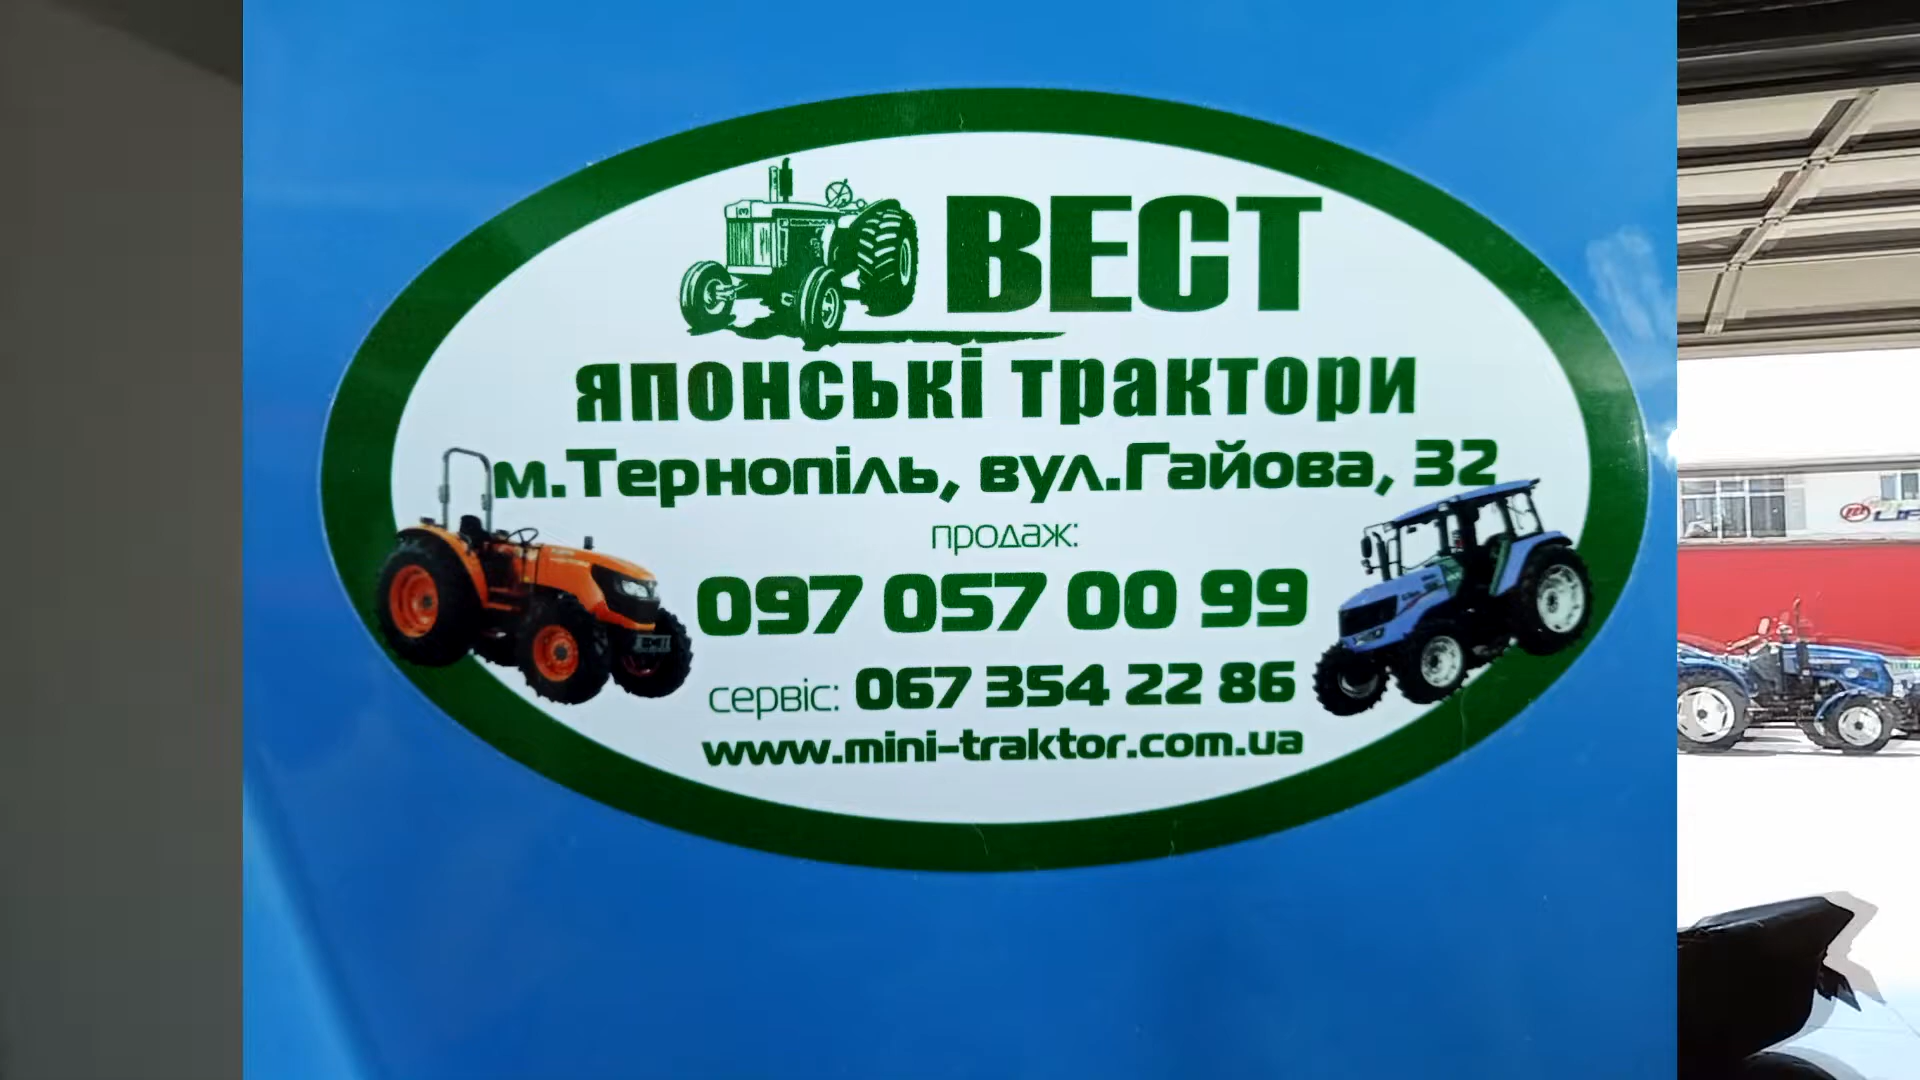 ВЕСТ
японські трактори
м.Тернопіль, вул.Гайова, 32
продаж:
097 057 00 99
сервіс: 067 354 22 86
www.mini-traktor.com.ua